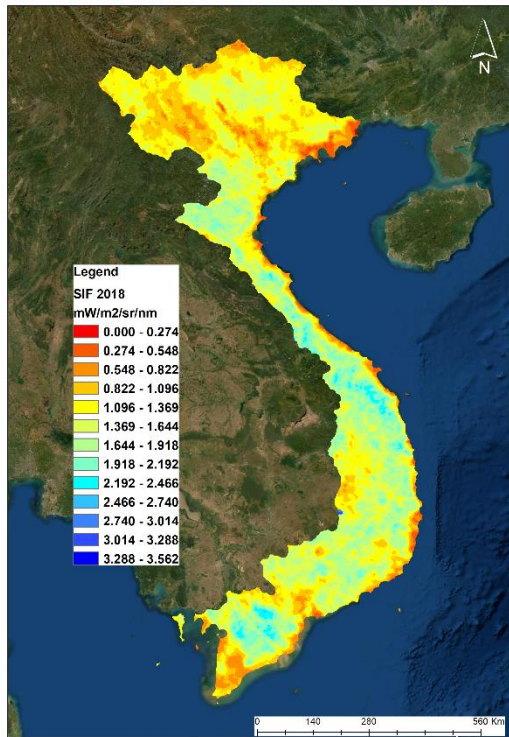 N
Legend
SIF 2018
mW/m2/sr/nm
0.000 - 0.274
0.274 - 0.548
0.548 - 0.822
0.822 - 1.096
1.096 - 1.369
1.369 - 1.644
1.644 - 1.918
1.918 - 2.192
2.192 - 2.466
2.466 - 2.740
2.740 - 3.014
3.014 - 3.288
3.288 - 3.562
0 140 280 560 Km